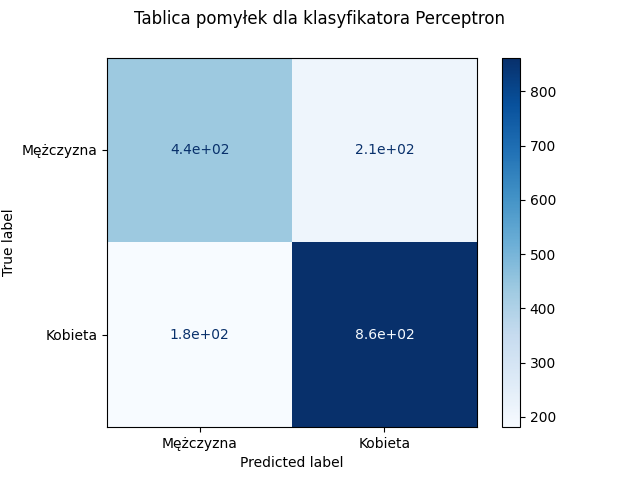 Tablica pomyłek dla klasyfikatora Perceptron
Mężczyzna
4.4e+02
2.1e+02
Kobieta
1.8e+02
8.6e+02
True label
Mężczyzna
Kobieta
Predicted label
800
700
600
500
400
300
200